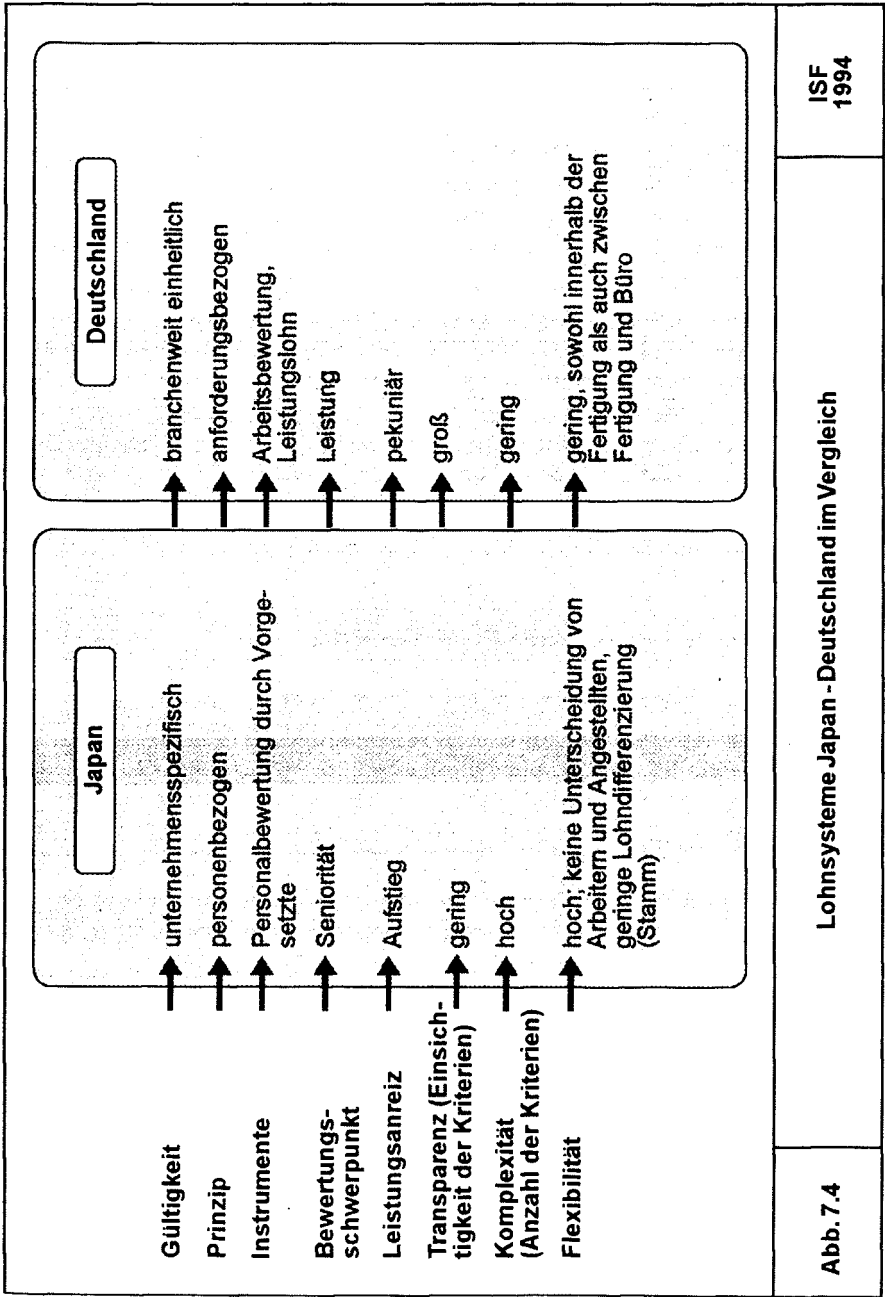 Japan
Deutschland
Gültigkeit
unternehmensspezifisch
branchenweit einheitlich
Prinzip
personenbezogen
anforderungsbezogen
Instrumente
Personalbewertung durch Vorge-
setzte
Arbeitsbewertung,
Leistungslohn
Bewertungs-
schwerpunkt
Seniorität
Leistung
Leistungsanreiz
Aufstieg
pekuniär
Transparenz (Einsich-
tigkeit der Kriterien)
gering
groß
Komplexität
(Anzahl der Kriterien)
hoch
gering
Flexibilität
hoch; keine Unterscheidung von
Arbeitern und Angestellten,
geringe Lohndifferenzierung
(Stamm)
gering, sowohl innerhalb der
Fertigung als auch zwischen
Fertigung und Büro
Abb. 7.4
Lohnsysteme Japan - Deutschland im Vergleich
ISF
1994